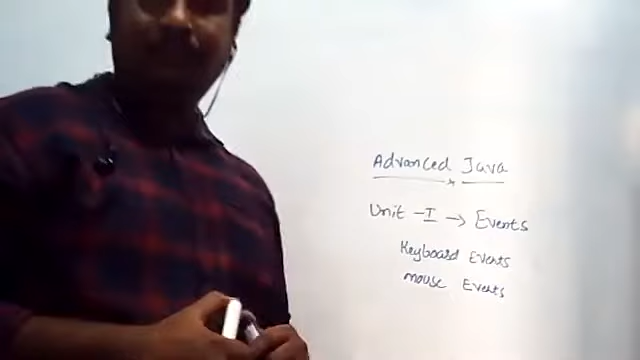 Advanced Java
Unit - I → Events
Keyboard Events
mouse Events